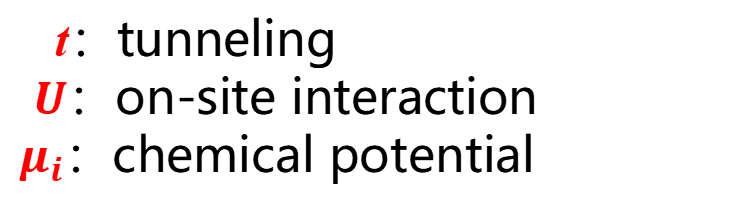 t: tunneling
U: on-site interaction
μᵢ: chemical potential